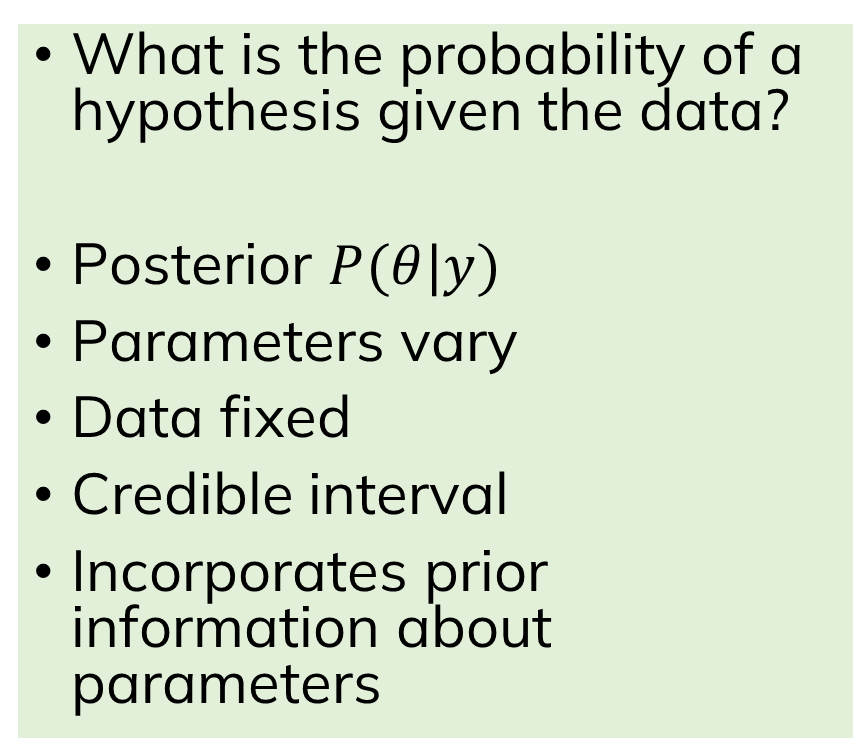 • What is the probability of a
hypothesis given the data?
• Posterior 𝑃(𝜃|𝑦)
• Parameters vary
• Data fixed
• Credible interval
• Incorporates prior
information about
parameters